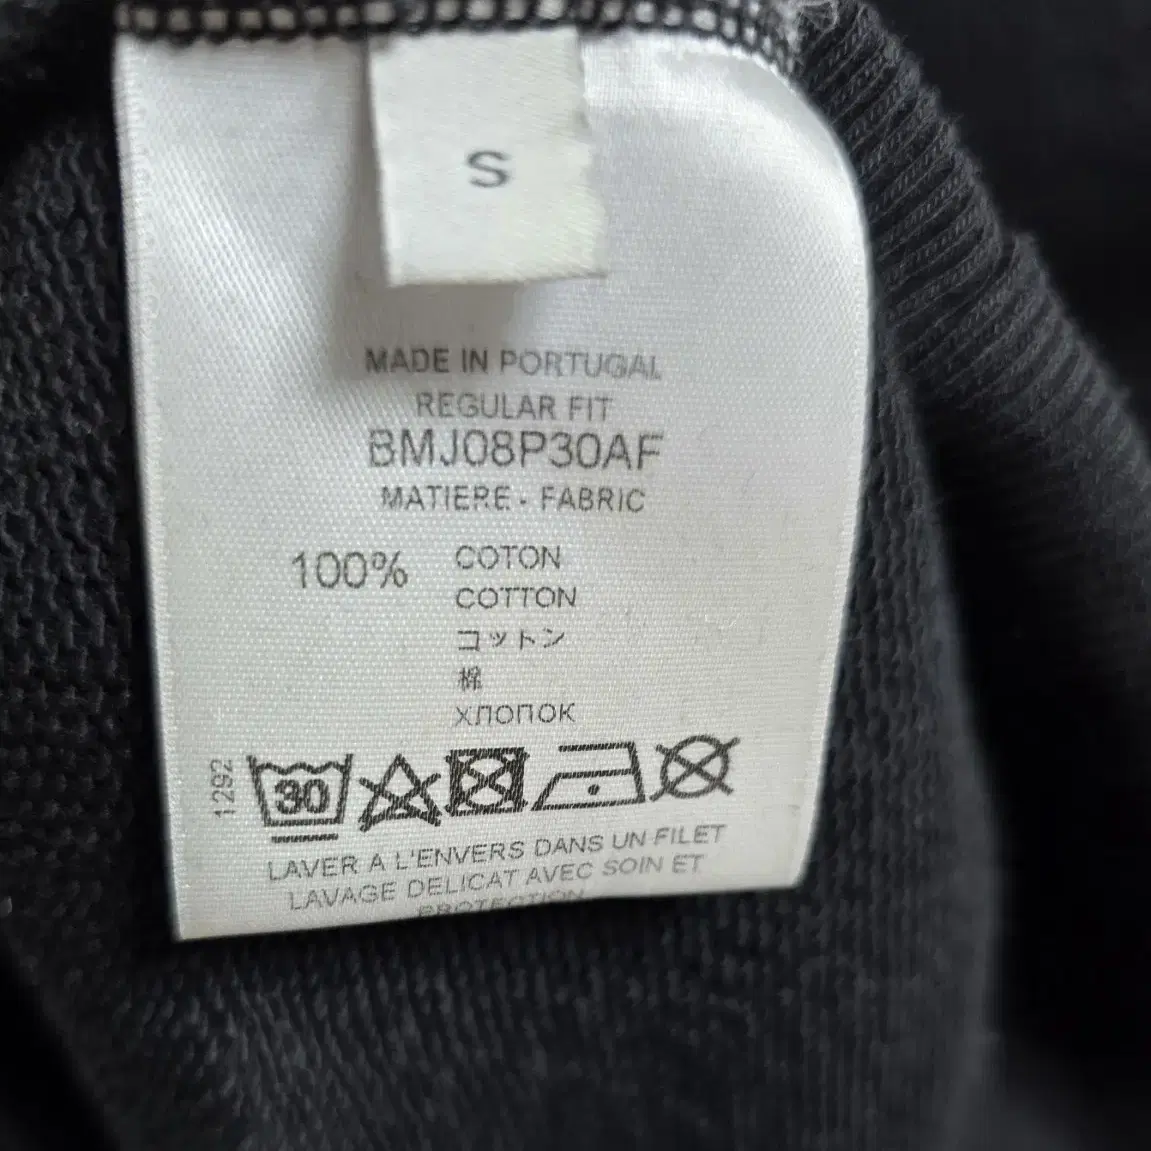 S
MADE IN PORTUGAL
REGULAR FIT
BMJ08P30AF
MATIERE - FABRIC
100% COTON
COTTON
コットン
棉
ХЛОПОК
1292
30
LAVER A L'ENVERS DANS UN FILET
LAVAGE DELICAT AVEC SOIN ET
PROTECTION